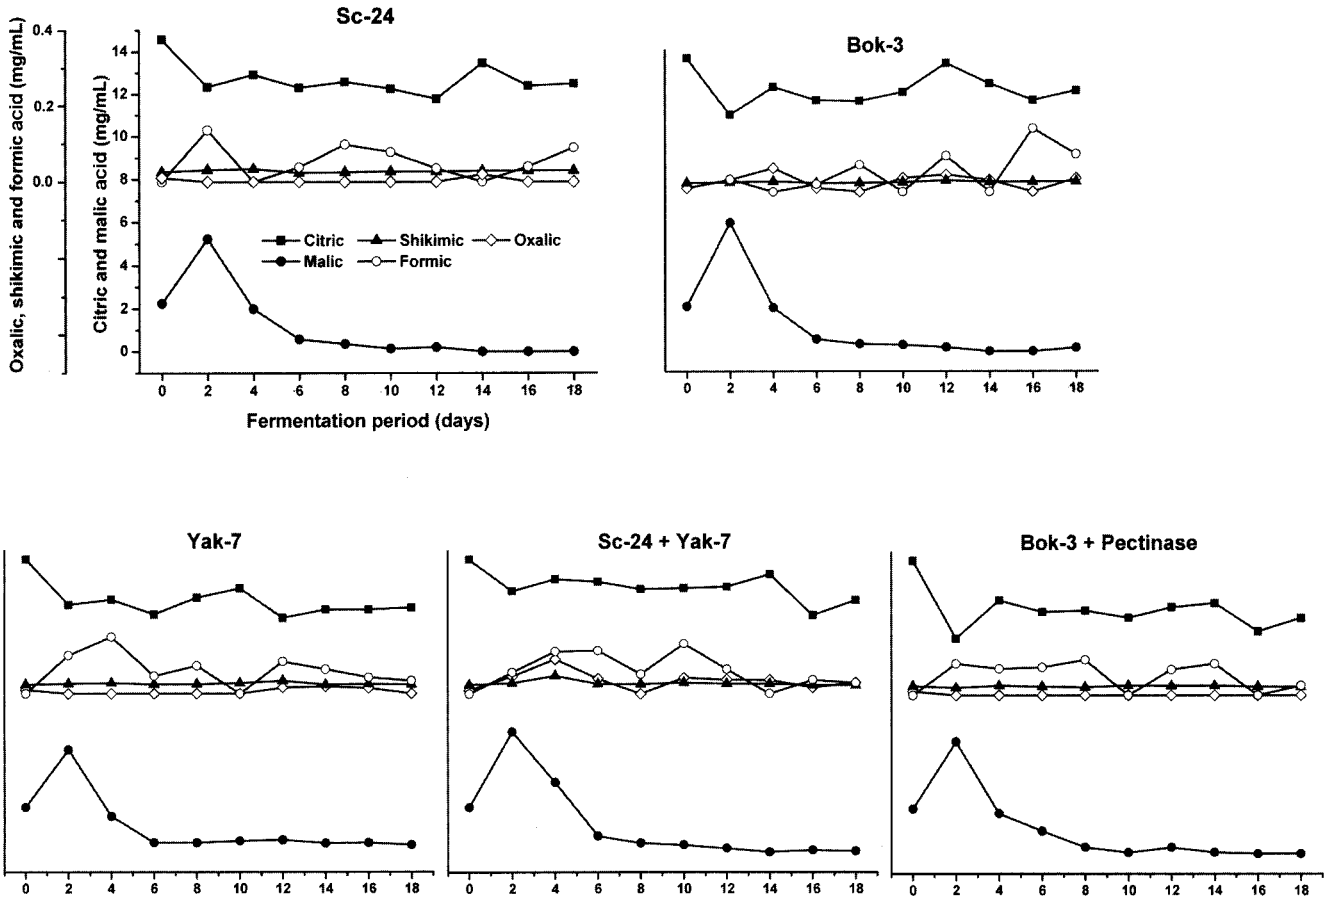 Sc-24
Oxalic, shikimic and formic acid (mg/mL)
0.4
0.2
0.0
Citric and malic acid (mg/mL)
14
12
10
8
6
4
2
0
Citric Shikimic Oxalic
Malic Formic
0 2 4 6 8 10 12 14 16 18
Fermentation period (days)
Bok-3
0 2 4 6 8 10 12 14 16 18
Yak-7
0 2 4 6 8 10 12 14 16 18
Sc-24 + Yak-7
0 2 4 6 8 10 12 14 16 18
Bok-3 + Pectinase
0 2 4 6 8 10 12 14 16 18